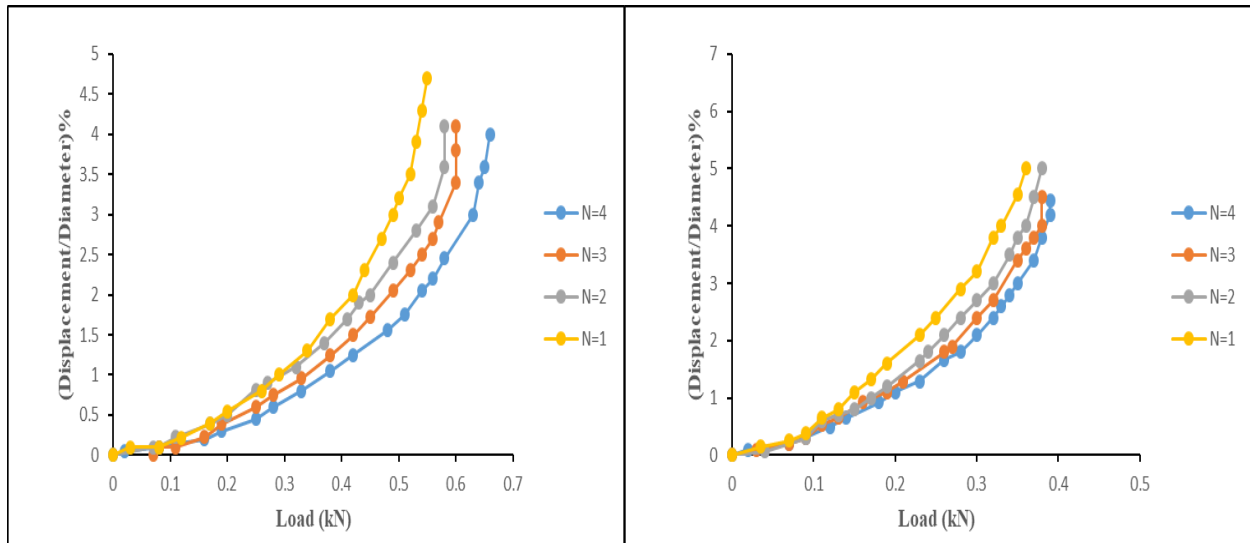 (Displacement/Diameter)%
5
4.5
4
3.5
3
2.5
2
1.5
1
0.5
0
0 0.1 0.2 0.3 0.4 0.5 0.6 0.7
Load (kN)
N=4
N=3
N=2
N=1
(Displacement/Diameter)%
7
6
5
4
3
2
1
0
0 0.1 0.2 0.3 0.4 0.5
Load (kN)
N=4
N=3
N=2
N=1